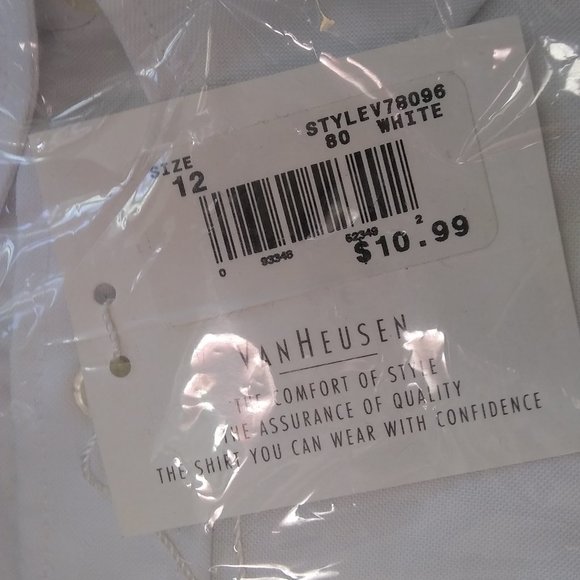 STYLEV78096
SIZE 80 WHITE
12
0 93346 62349 2
$10.99
VANHEUSEN
THE COMFORT OF STYLE
THE ASSURANCE OF QUALITY
THE SHIRT YOU CAN WEAR WITH CONFIDENCE